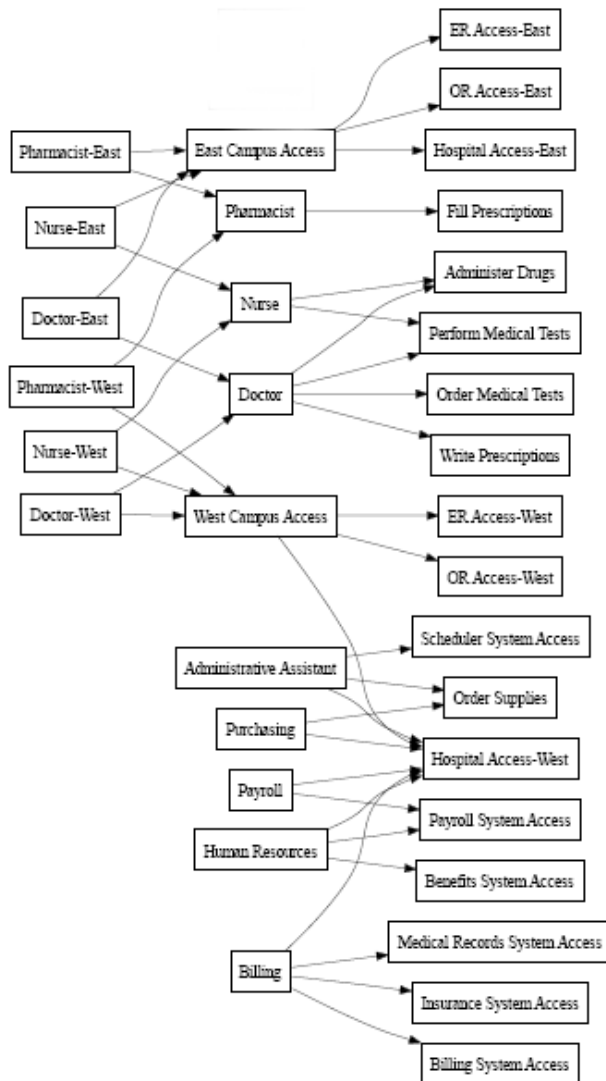 ER Access-East
OR Access-East
Pharmacist-East
East Campus Access
Hospital Access-East
Pharmacist
Fill Prescriptions
Nurse-East
Administer Drugs
Nurse
Doctor-East
Perform Medical Tests
Pharmacist-West
Doctor
Order Medical Tests
Nurse-West
Write Prescriptions
Doctor-West
West Campus Access
ER Access-West
OR Access-West
Scheduler System Access
Administrative Assistant
Order Supplies
Purchasing
Hospital Access-West
Payroll
Payroll System Access
Human Resources
Benefits System Access
Medical Records System Access
Billing
Insurance System Access
Billing System Access